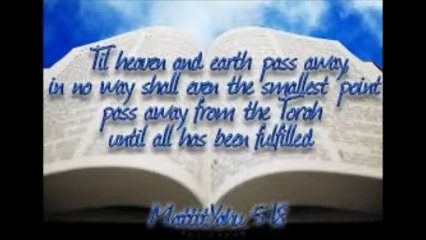 Til heaven and earth pass away,
in no way shall even the smallest point
pass away from the Torah
until all has been fulfilled.
MattitYahu 5:18